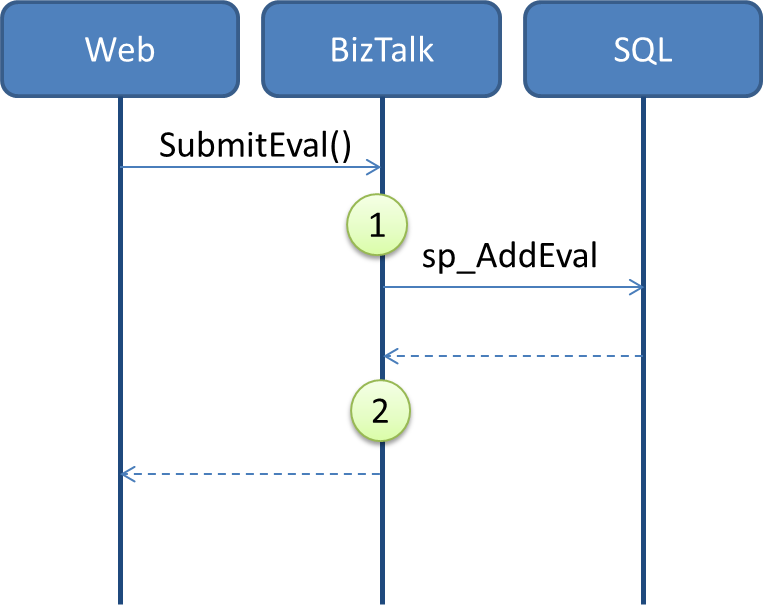 Web
BizTalk
SQL
SubmitEval()
1
sp_AddEval
2